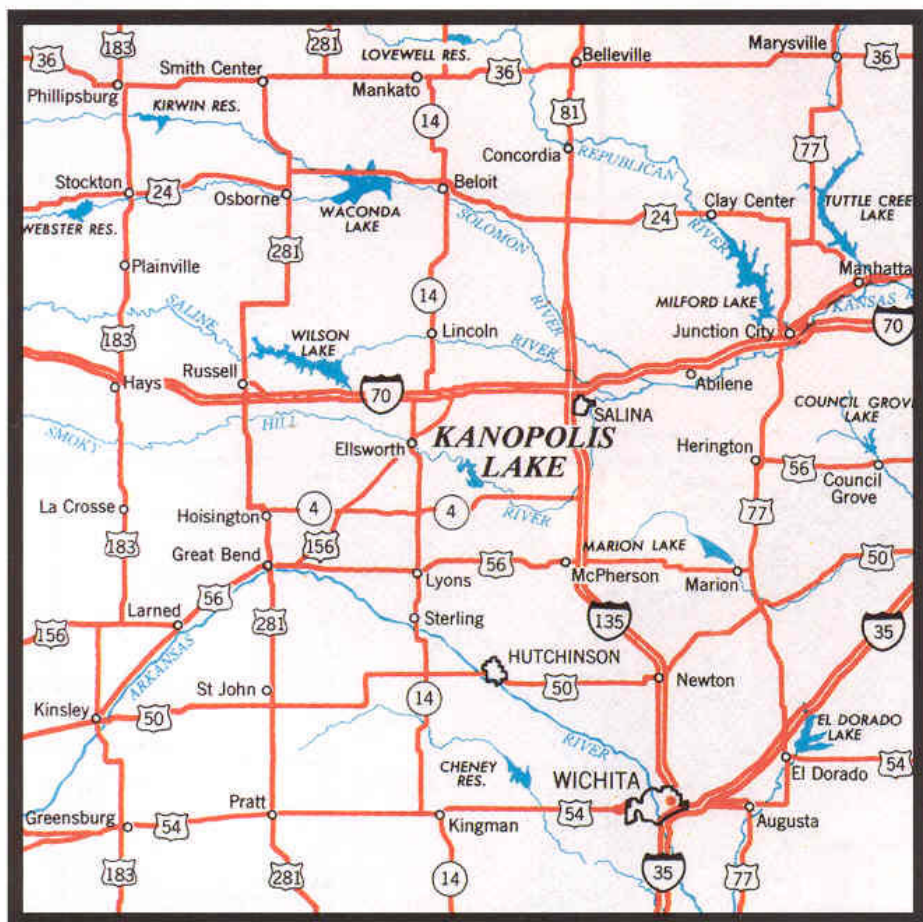 183
281
LOVEWELL RES.
Belleville
Marysville
36
Smith Center
36
36
Phillipsburg
Mankato
KIRWIN RES.
14
81
77
Concordia
REPUBLICAN
Stockton
24
Osborne
Beloit
WACONDA
LAKE
SOLOMON
24
Clay Center
TUTTLE CREE
LAKE
WEBSTER RES.
RIVER
281
Plainville
Manhatta
14
RIVER
MILFORD LAKE
KANSAS R
SALINE
WILSON
LAKE
Lincoln
RIVER
Junction City
70
183
Russell
Hays
70
Abilene
SALINA
COUNCIL GROVE
LAKE
SMOKY
HILL
Ellsworth
KANOPOLIS
LAKE
Herington
56
Council
Grove
La Crosse
Hoisington
4
4
RIVER
77
183
156
Great Bend
56
MARION LAKE
50
Lyons
McPherson
Marion
56
Larned
Sterling
135
35
156
281
ARKANSAS
HUTCHINSON
St John
14
50
Newton
Kinsley
50
RIVER
EL DORADO
LAKE
CHENEY
RES.
WICHITA
54
El Dorado
Pratt
Greensburg
54
Kingman
54
Augusta
183
281
14
35
77